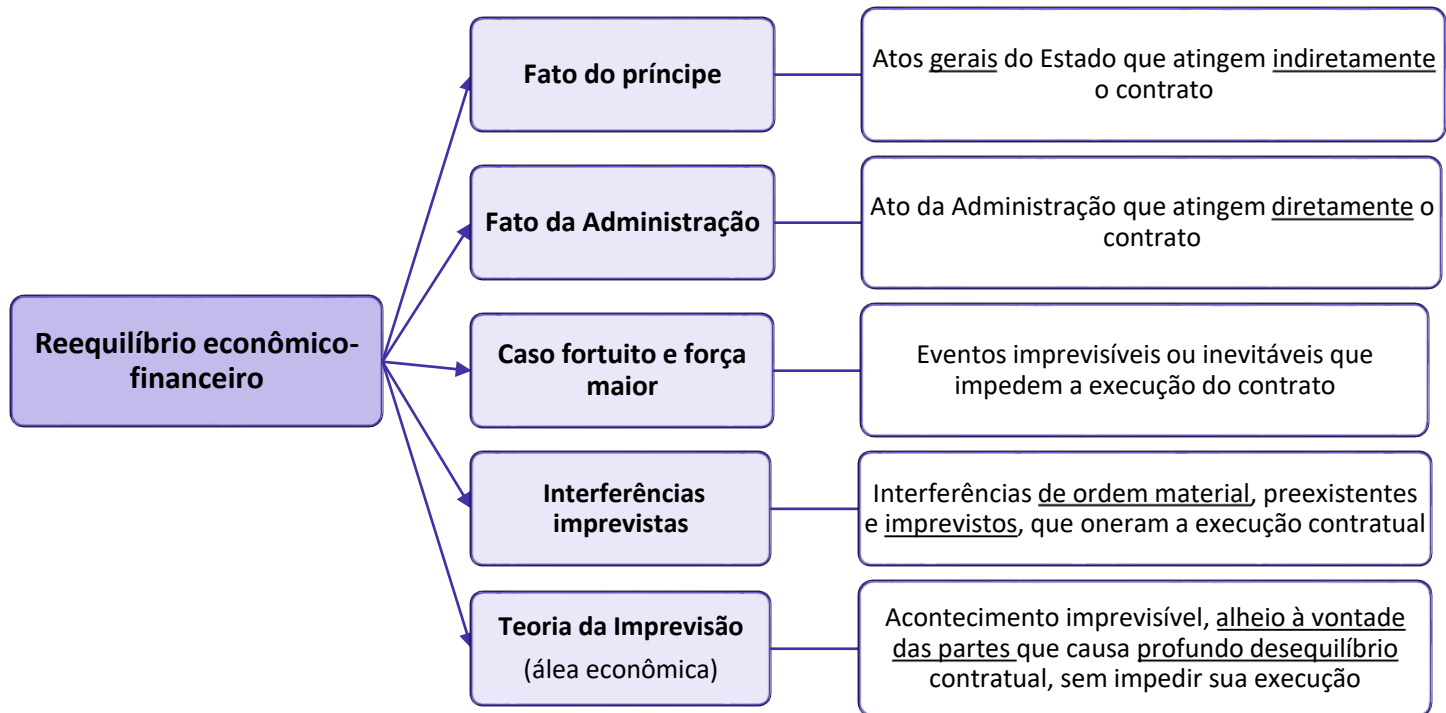 Reequilíbrio econômico-
financeiro
Fato do príncipe
Atos gerais do Estado que atingem indiretamente
o contrato
Fato da Administração
Ato da Administração que atingem diretamente o
contrato
Caso fortuito e força
maior
Eventos imprevisíveis ou inevitáveis que
impedem a execução do contrato
Interferências
imprevistas
Interferências de ordem material, preexistentes
e imprevistos, que oneram a execução contratual
Teoria da Imprevisão
(álea econômica)
Acontecimento imprevisível, alheio à vontade
das partes que causa profundo desequilíbrio
contratual, sem impedir sua execução